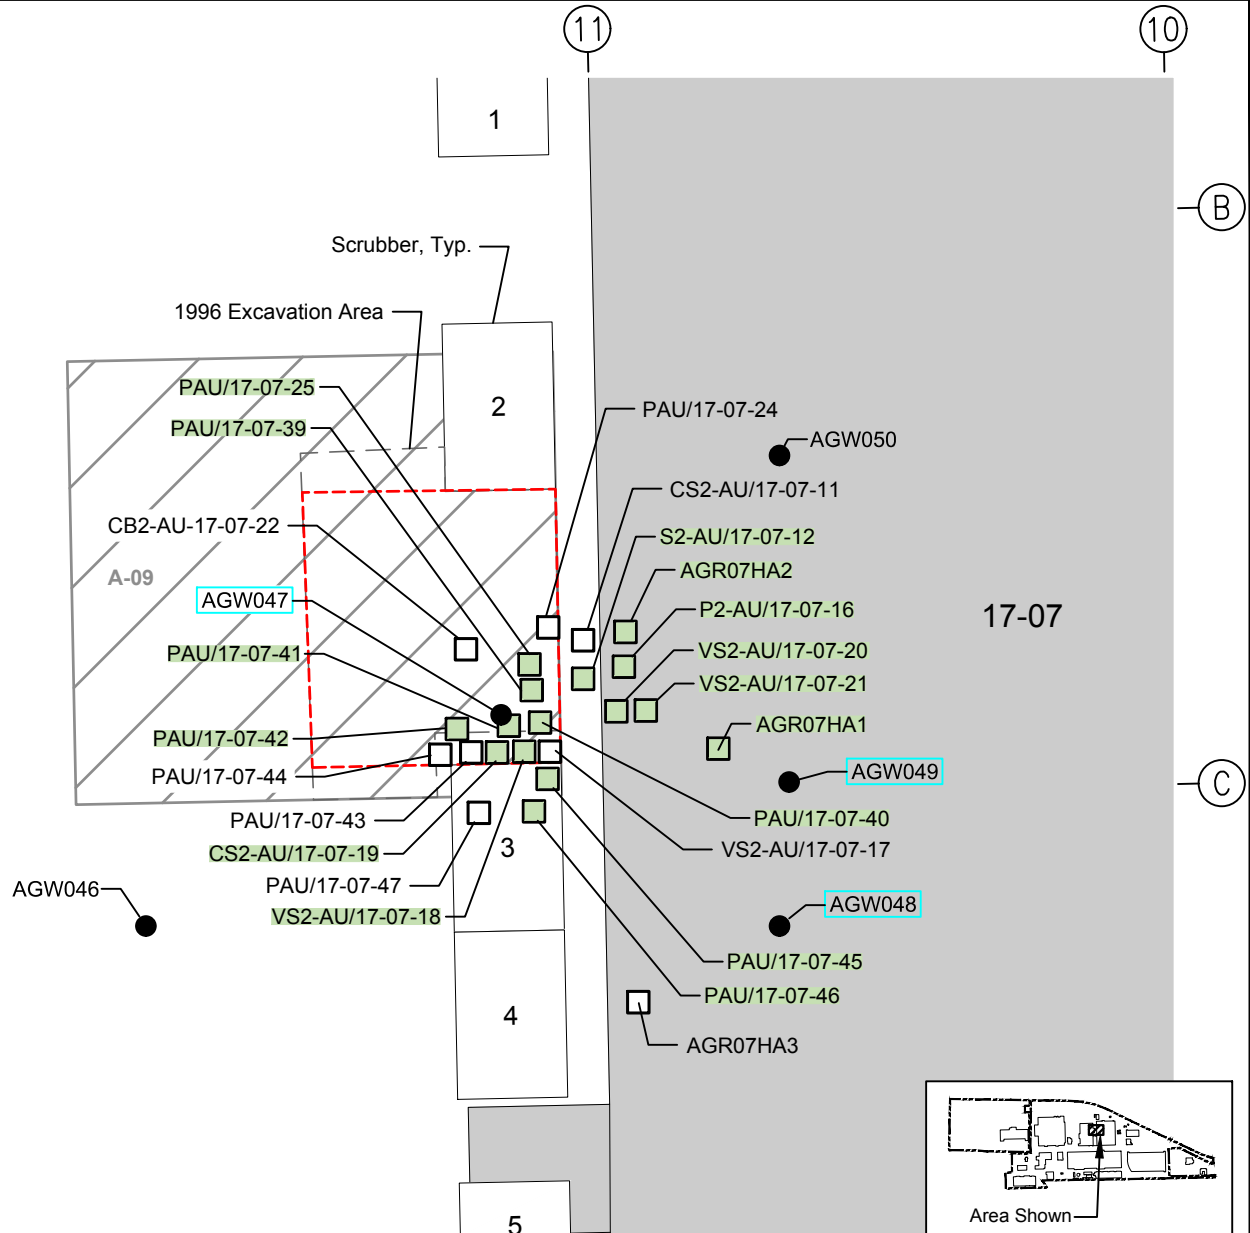 11
10
1
B
Scrubber, Typ.
1996 Excavation Area
PAU/17-07-25
2
PAU/17-07-24
PAU/17-07-39
AGW050
CS2-AU/17-07-11
CB2-AU-17-07-22
S2-AU/17-07-12
A-09
AGR07HA2
AGW047
P2-AU/17-07-16
17-07
PAU/17-07-41
VS2-AU/17-07-20
VS2-AU/17-07-21
AGR07HA1
PAU/17-07-42
PAU/17-07-44
AGW049
C
PAU/17-07-43
PAU/17-07-40
CS2-AU/17-07-19
3
VS2-AU/17-07-17
PAU/17-07-47
AGW046
AGW048
VS2-AU/17-07-18
PAU/17-07-45
PAU/17-07-46
4
AGR07HA3
5
Area Shown